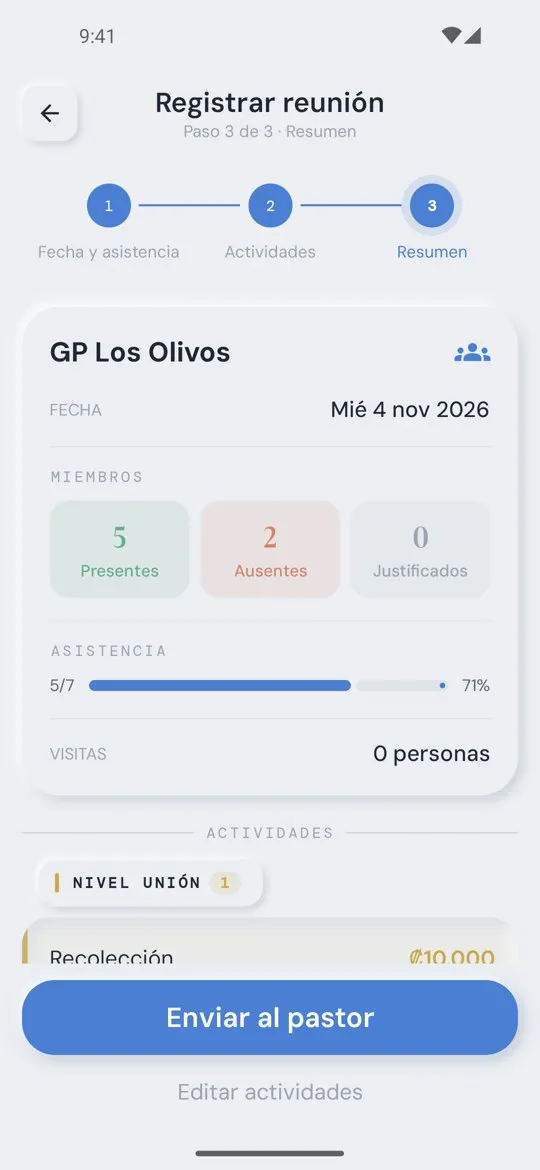 9:41
Registrar reunión
Paso 3 de 3 · Resumen
1 2 3
Fecha y asistencia Actividades Resumen
GP Los Olivos
FECHA Mié 4 nov 2026
MIEMBROS
5 2 0
Presentes Ausentes Justificados
ASISTENCIA
5/7 71%
VISITAS 0 personas
ACTIVIDADES
NIVEL UNIÓN 1
Recolección ₡10.000
Enviar al pastor
Editar actividades